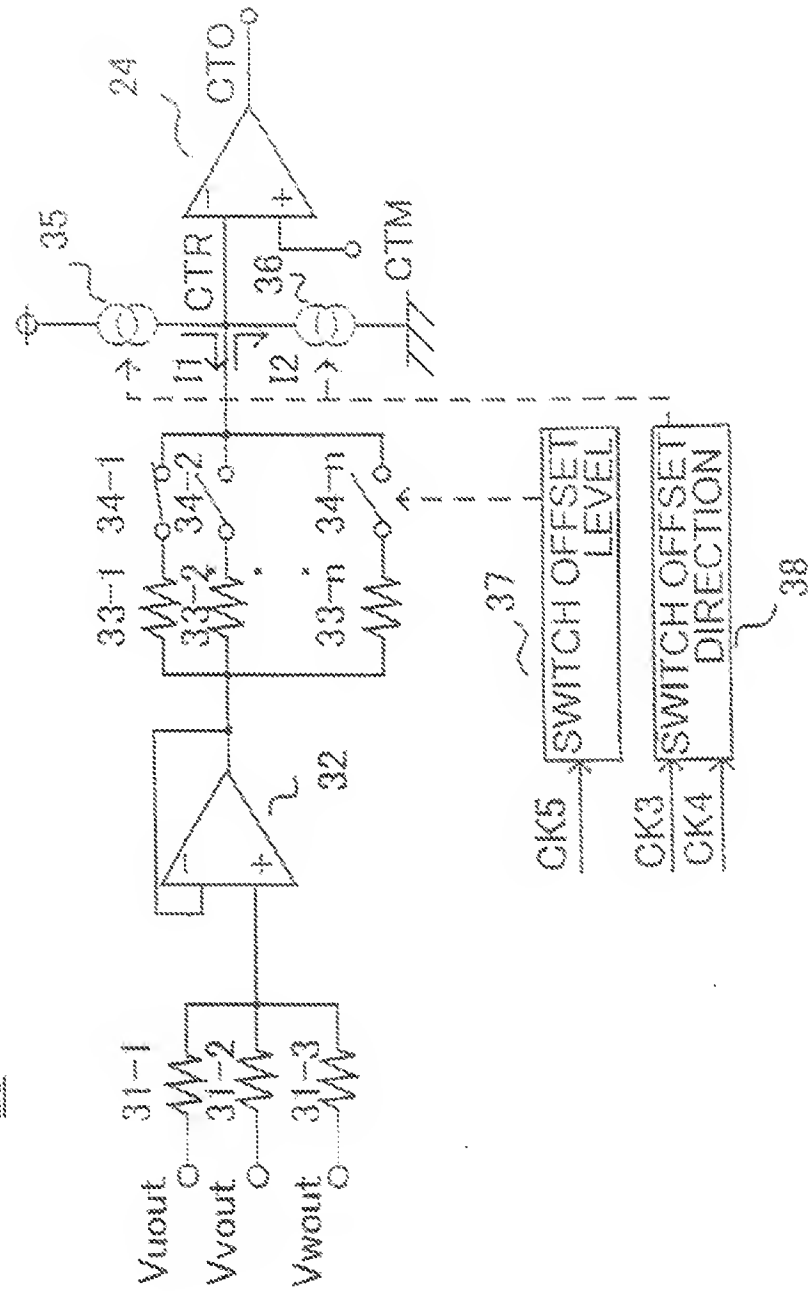 Vuout
Vvout
Vwout
31-1
31-2
31-3
−
+
32
33-1
33-2
33-n
34-1
34-2
34-n
35
I1
I2
CTR
36
24
−
+
CTO
CTM
37
CK5
SWITCH OFFSET
LEVEL
CK3
CK4
SWITCH OFFSET
DIRECTION
38